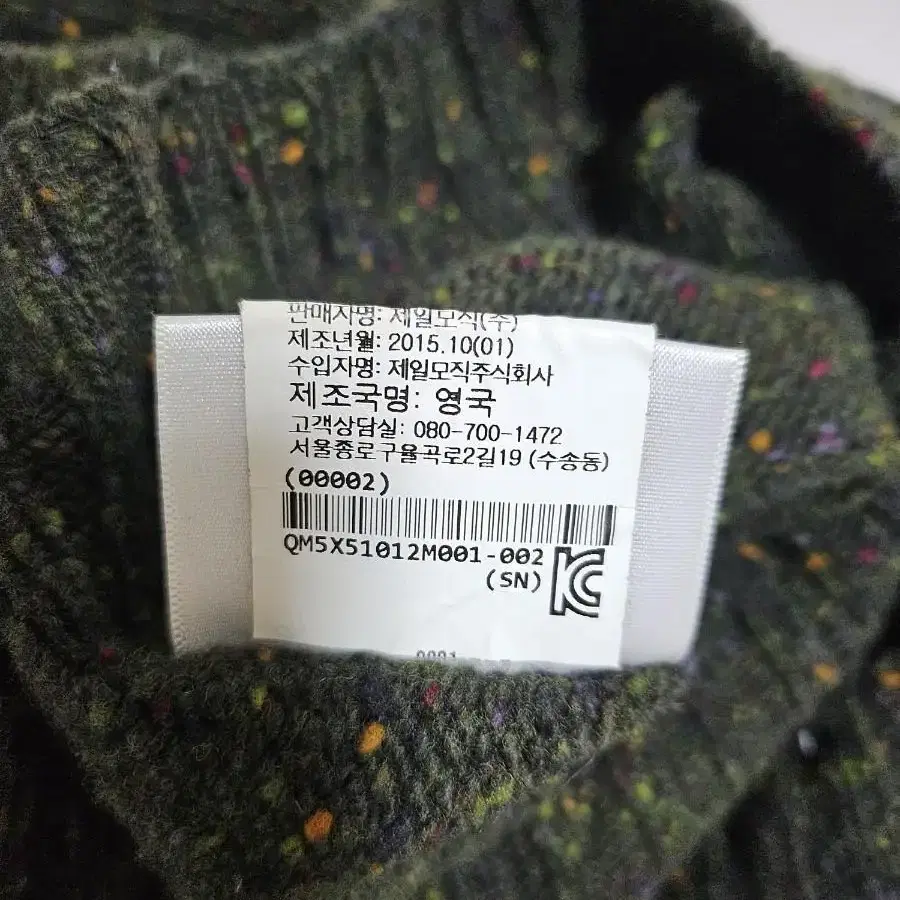 판매자명: 제일모직(주)
제조년월: 2015.10(01)
수입자명: 제일모직주식회사
제조국명: 영국
고객상담실: 080-700-1472
서울종로구율곡로2길19 (수송동)
(00002)
QM5X51012M001-002
(SN)